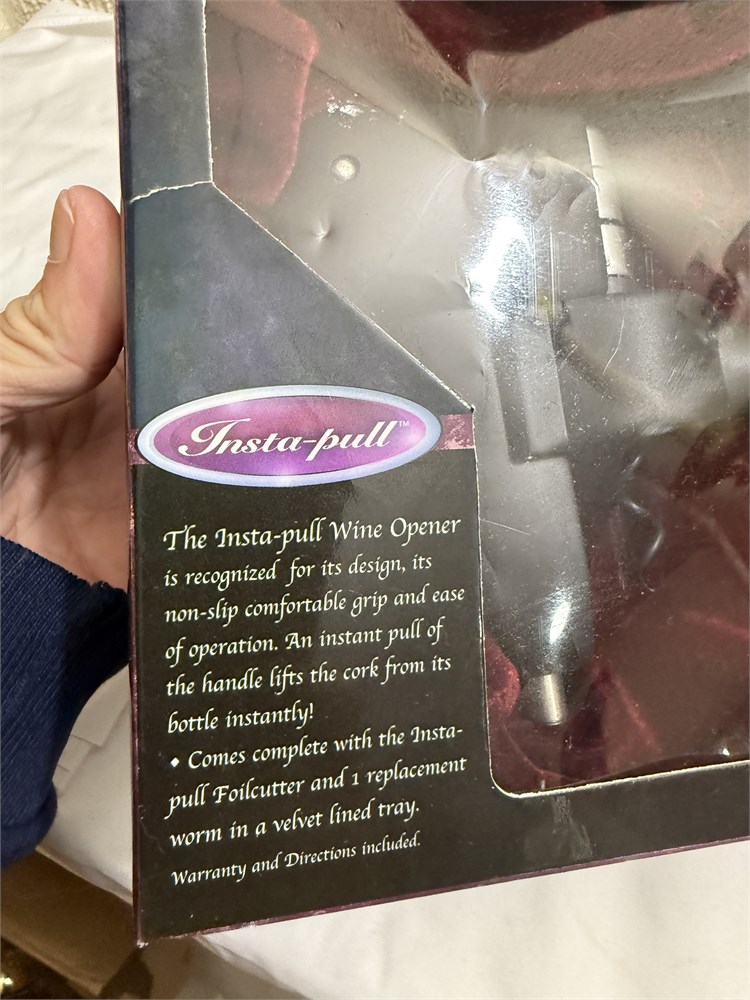 Insta-pull™
The Insta-pull Wine Opener
is recognized for its design, its
non-slip comfortable grip and ease
of operation. An instant pull of
the handle lifts the cork from its
bottle instantly!
◆ Comes complete with the Insta-
pull Foilcutter and 1 replacement
worm in a velvet lined tray.
Warranty and Directions included.